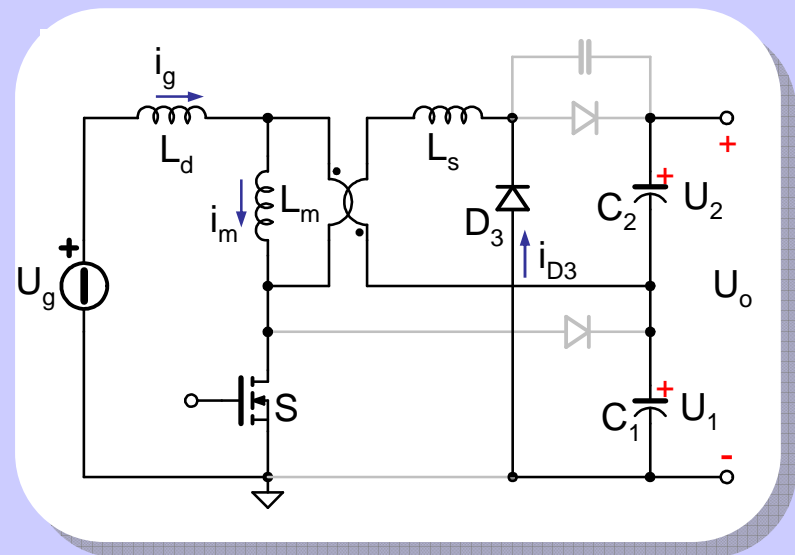 i_g
L_d
L_s
+
i_m
L_m
D_3
i_D3
C_2
+
U_2
+
U_g
U_o
S
C_1
+
U_1
-